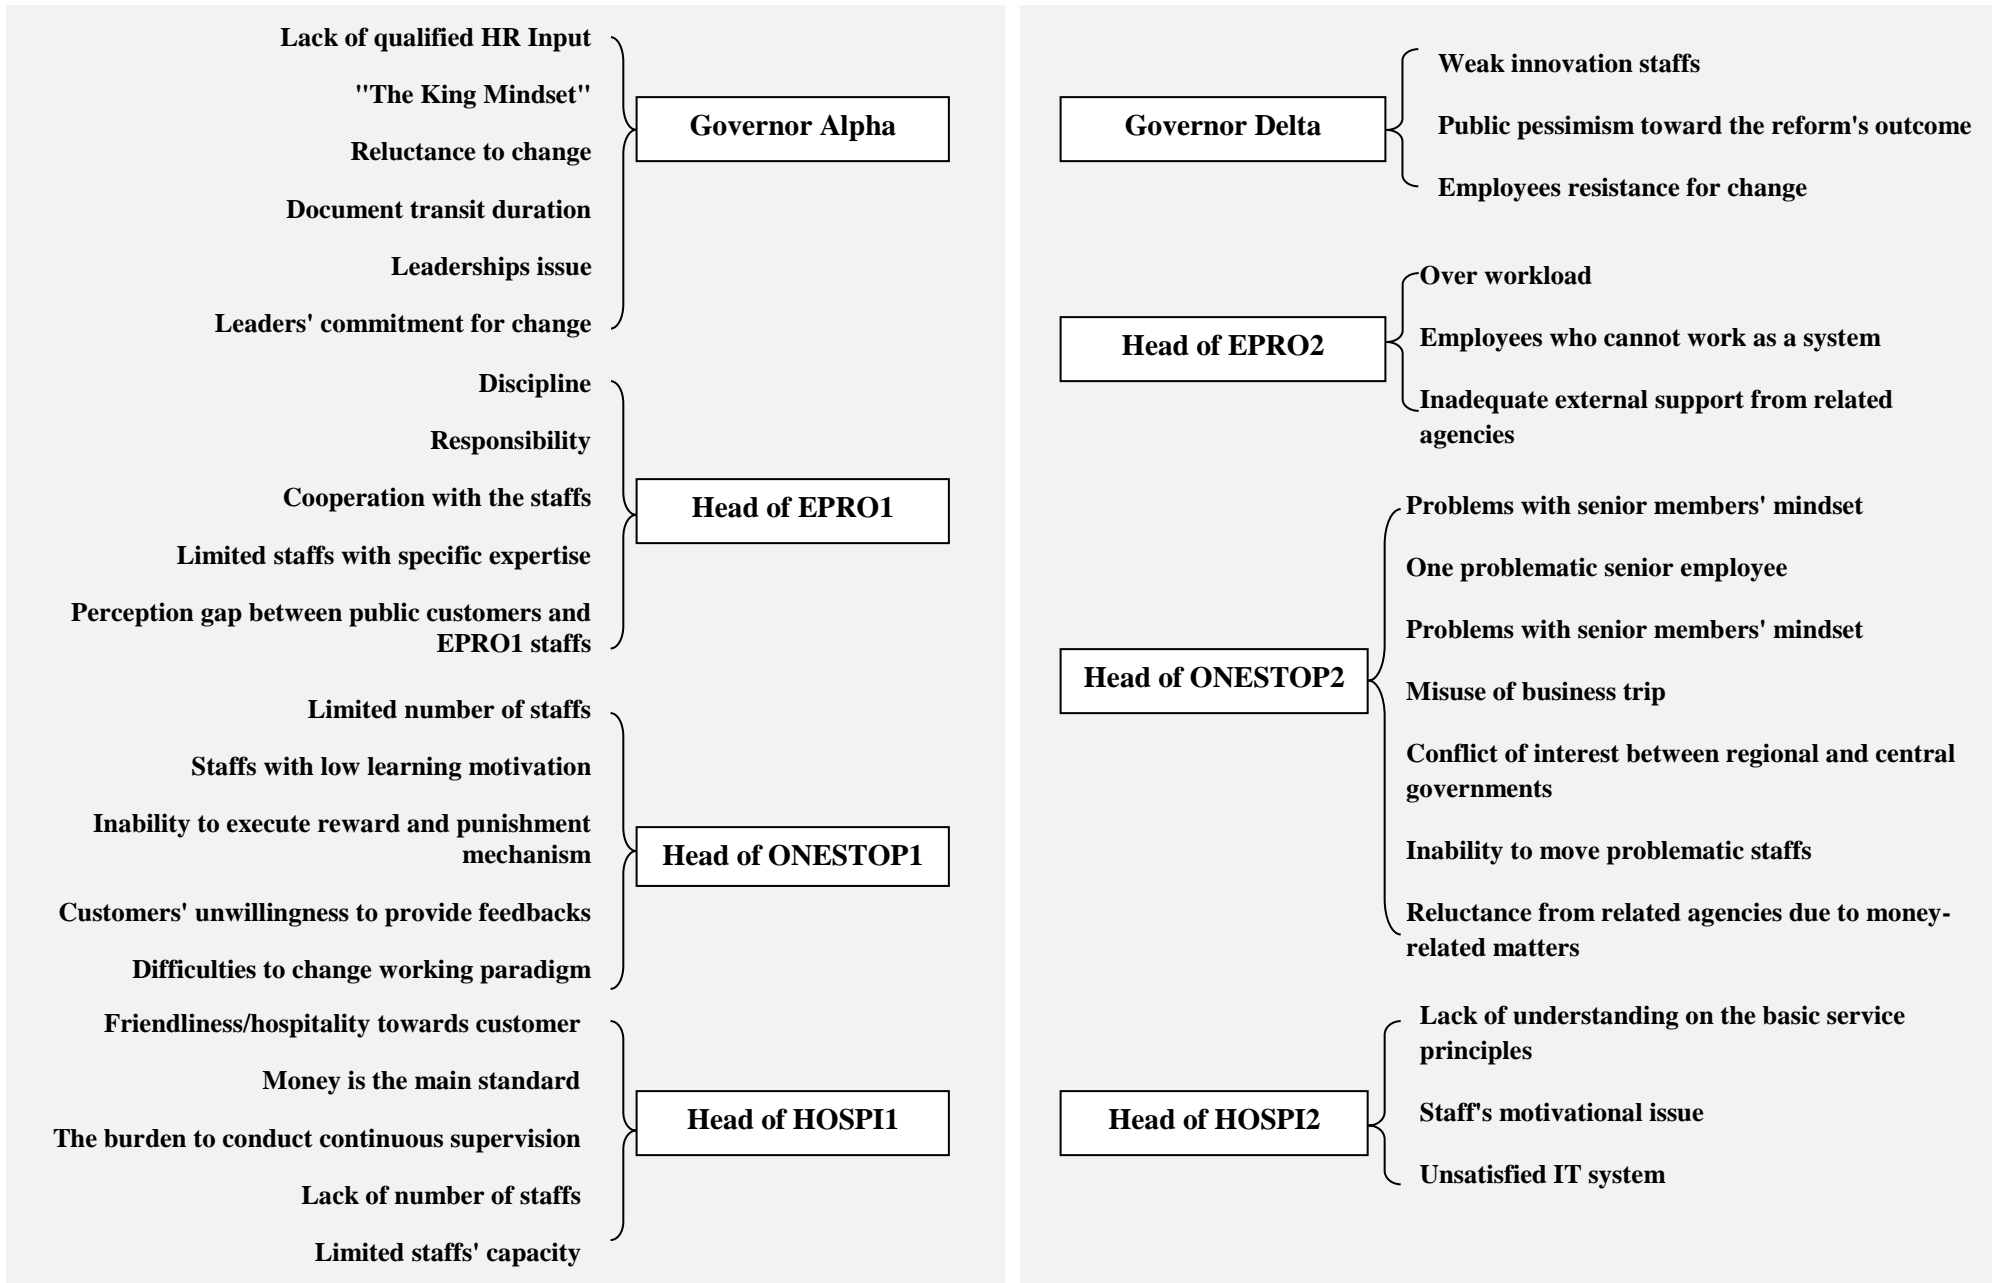 Lack of qualified HR Input
"The King Mindset"
Reluctance to change
Document transit duration
Leaderships issue
Leaders' commitment for change
Governor Alpha
Discipline
Responsibility
Cooperation with the staffs
Limited staffs with specific expertise
Perception gap between public customers and
EPRO1 staffs
Head of EPRO1
Limited number of staffs
Staffs with low learning motivation
Inability to execute reward and punishment
mechanism
Customers' unwillingness to provide feedbacks
Difficulties to change working paradigm
Head of ONESTOP1
Friendliness/hospitality towards customer
Money is the main standard
The burden to conduct continuous supervision
Lack of number of staffs
Limited staffs' capacity
Head of HOSPI1
Governor Delta
Weak innovation staffs
Public pessimism toward the reform's outcome
Employees resistance for change
Head of EPRO2
Over workload
Employees who cannot work as a system
Inadequate external support from related
agencies
Head of ONESTOP2
Problems with senior members' mindset
One problematic senior employee
Problems with senior members' mindset
Misuse of business trip
Conflict of interest between regional and central
governments
Inability to move problematic staffs
Reluctance from related agencies due to money-
related matters
Head of HOSPI2
Lack of understanding on the basic service
principles
Staff's motivational issue
Unsatisfied IT system